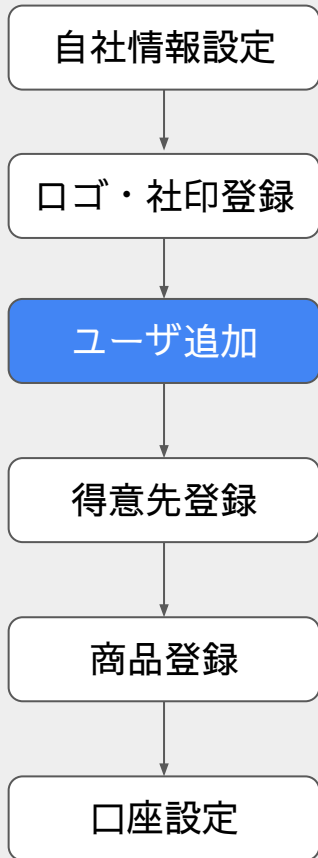 自社情報設定
ロゴ・社印登録
ユーザ追加
得意先登録
商品登録
口座設定